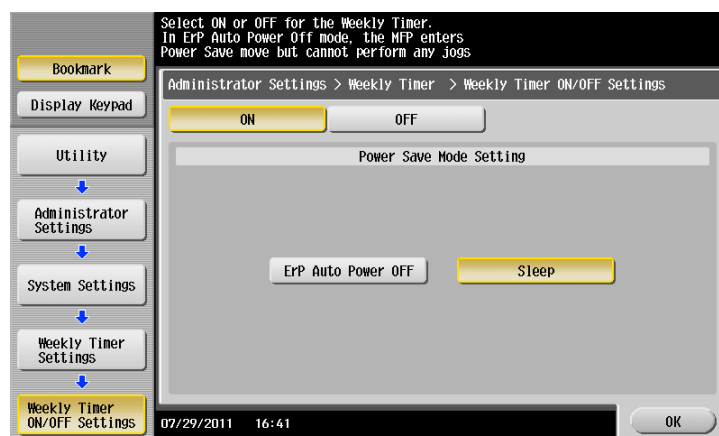 Select ON or OFF for the Weekly Timer.
In ErP Auto Power Off mode, the MFP enters
Power Save move but cannot perform any jogs
Bookmark
Display Keypad
Administrator Settings > Weekly Timer > Weekly Timer ON/OFF Settings
ON OFF
Power Save Mode Setting
Utility
Administrator
Settings
ErP Auto Power OFF Sleep
System Settings
Weekly Timer
Settings
Weekly Timer
ON/OFF Settings
07/29/2011 16:41
OK